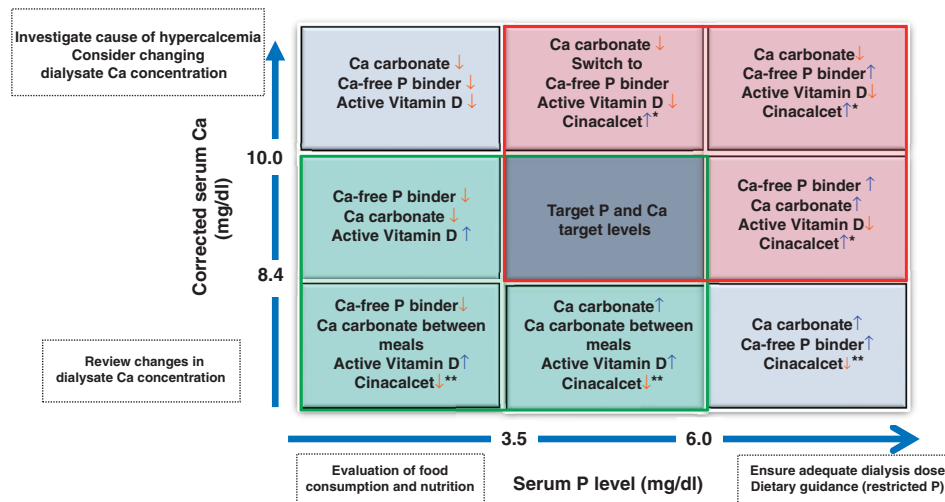 Investigate cause of hypercalcemia
Consider changing
dialysate Ca concentration
Ca carbonate ↓
Ca-free P binder ↓
Active Vitamin D ↓
Ca carbonate ↓
Switch to
Ca-free P binder
Active Vitamin D ↓
Cinacalcet↑*
Ca carbonate↓
Ca-free P binder↑
Active Vitamin D↓
Cinacalcet↑*
Corrected serum Ca
(mg/dl)
10.0
8.4
Ca-free P binder ↓
Ca carbonate ↓
Active Vitamin D ↑
Target P and Ca
target levels
Ca-free P binder ↑
Ca carbonate↑
Active Vitamin D↓
Cinacalcet↑*
Ca-free P binder↓
Ca carbonate between
meals
Active Vitamin D↑
Cinacalcet↓**
Ca carbonate↑
Ca carbonate between
meals
Active Vitamin D↑
Cinacalcet↓**
Ca carbonate↑
Ca-free P binder↑
Cinacalcet↓**
Review changes in
dialysate Ca concentration
3.5
6.0
Evaluation of food
consumption and nutrition
Serum P level (mg/dl)
Ensure adequate dialysis dose
Dietary guidance (restricted P)